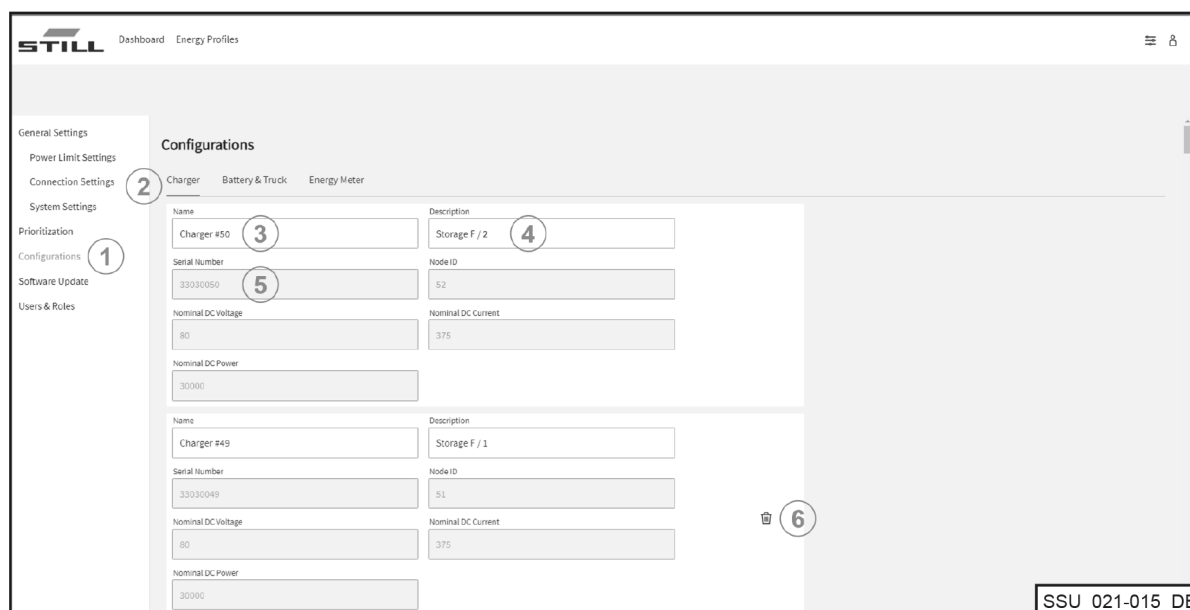 STILL Dashboard Energy Profiles
General Settings
Power Limit Settings
Connection Settings
System Settings
Prioritization
Configurations 1
Software Update
Users & Roles
Configurations
2 Charger Battery & Truck Energy Meter
Name Description
Charger #50 3 Storage F / 2 4
Serial Number Node ID
33030050 5 52
Nominal DC Voltage Nominal DC Current
80 375
Nominal DC Power
30000
Name Description
Charger #49 Storage F / 1
Serial Number Node ID
33030049 51
6
Nominal DC Voltage Nominal DC Current
80 375
Nominal DC Power
30000
SSU_021-015_DE